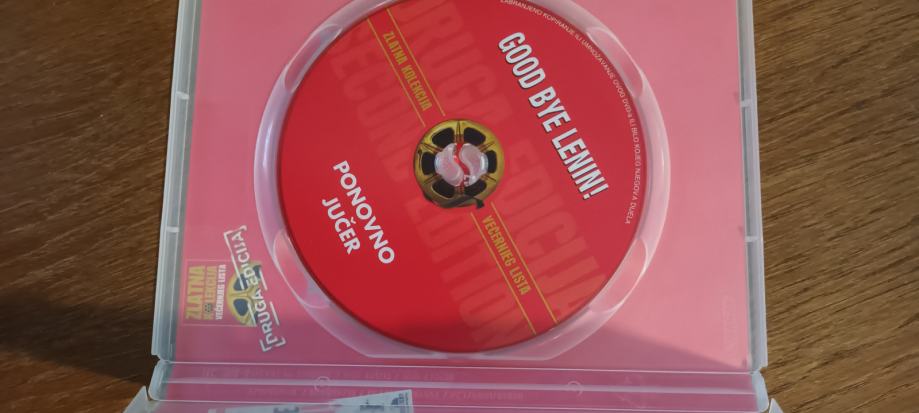 ZABRANJENO KOPIRANJE ILI UMNOŽAVANJE OVOG DVD-a ILI BILO KOJEG NJEGOVA DIJELA
GOOD BYE LENIN!
ZLATNA KOLEKCIJA
VEČERNJEG LISTA
DRUGA EDICIJA
PONOVNO
JUČER
ZLATNA
KOLEKCIJA
VEČERNJEG LISTA
[DRUGA EDICIJA]